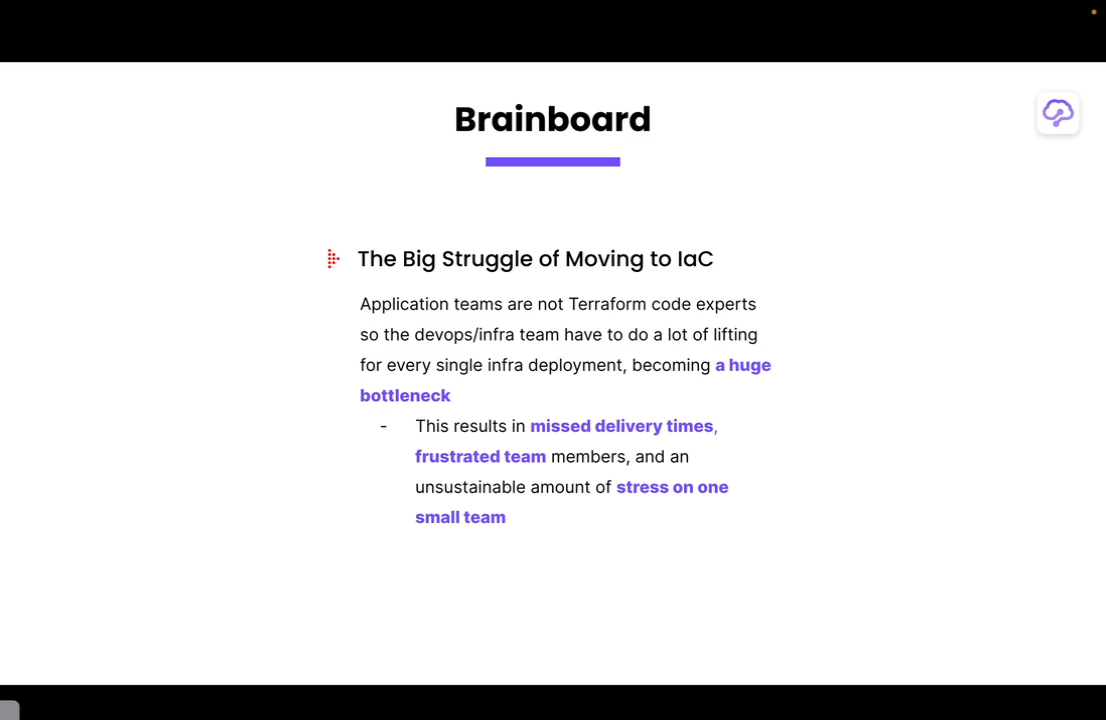 Brainboard
The Big Struggle of Moving to IaC
Application teams are not Terraform code experts
so the devops/infra team have to do a lot of lifting
for every single infra deployment, becoming a huge
bottleneck
- This results in missed delivery times,
frustrated team members, and an
unsustainable amount of stress on one
small team